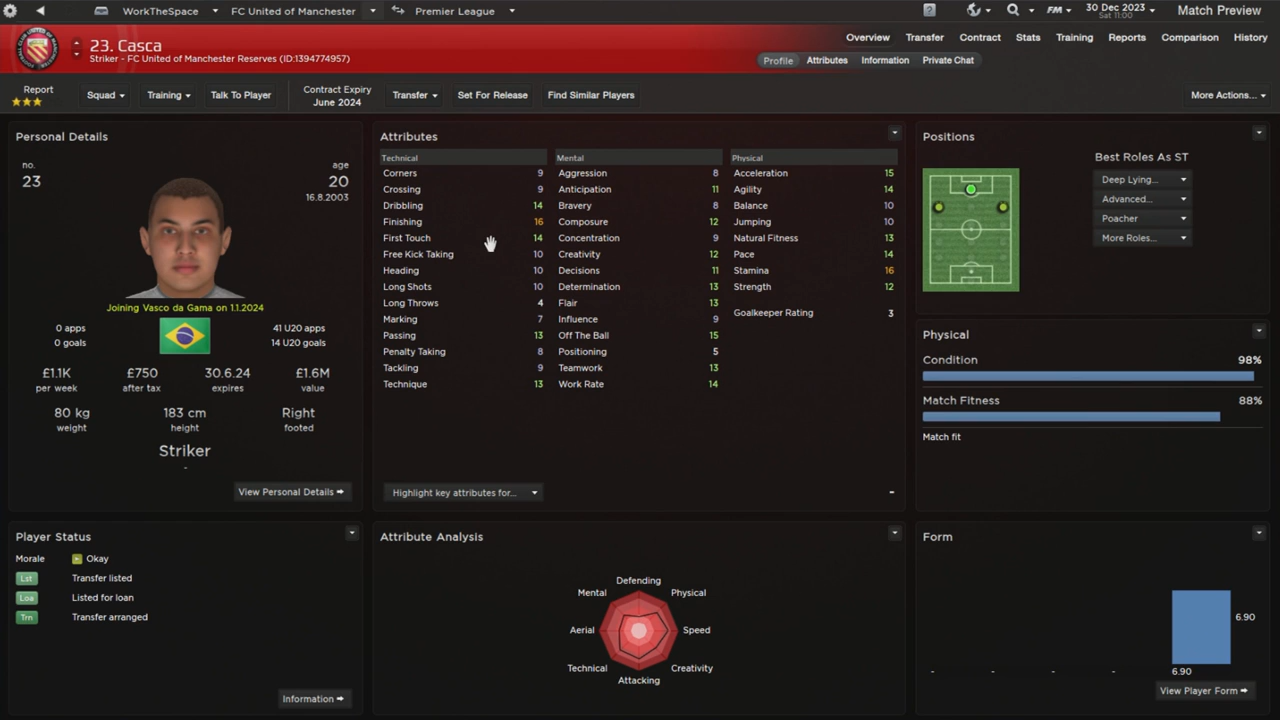 WorkTheSpace FC United of Manchester Premier League FM 30 Dec 2023 Match Preview
Sat 11:00
23. Casca
Striker - FC United of Manchester Reserves (ID:1394774957)
Overview Transfer Contract Stats Training Reports Comparison History
Profile Attributes Information Private Chat
Report Squad Training Talk To Player Contract Expiry Transfer Set For Release Find Similar Players More Actions...
June 2024
Personal Details
no.
23
age
20
16.8.2003
Joining Vasco da Gama on 1.1.2024
0 apps
0 goals
41 U20 apps
14 U20 goals
£1.1K £750 30.6.24 £1.6M
per week after tax expires value
80 kg 183 cm Right
weight height footed
Striker
-
View Personal Details
Attributes
Technical
Corners 9
Crossing 9
Dribbling 14
Finishing 16
First Touch 14
Free Kick Taking 10
Heading 10
Long Shots 10
Long Throws 4
Marking 7
Passing 13
Penalty Taking 8
Tackling 9
Technique 13
Mental
Aggression 8
Anticipation 11
Bravery 8
Composure 12
Concentration 9
Creativity 12
Decisions 11
Determination 13
Flair 13
Influence 9
Off The Ball 15
Positioning 5
Teamwork 13
Work Rate 14
Physical
Acceleration 15
Agility 14
Balance 10
Jumping 10
Natural Fitness 13
Pace 14
Stamina 16
Strength 12
Goalkeeper Rating 3
Highlight key attributes for...
-
Positions
Best Roles As ST
Deep Lying...
Advanced...
Poacher
More Roles...
Physical
Condition 98%
Match Fitness 88%
Match fit
Player Status
Morale Okay
Lst Transfer listed
Loa Listed for loan
Trn Transfer arranged
Information
Attribute Analysis
Defending
Mental Physical
Aerial Speed
Technical Creativity
Attacking
Form
6.90
- - - - 6.90
View Player Form